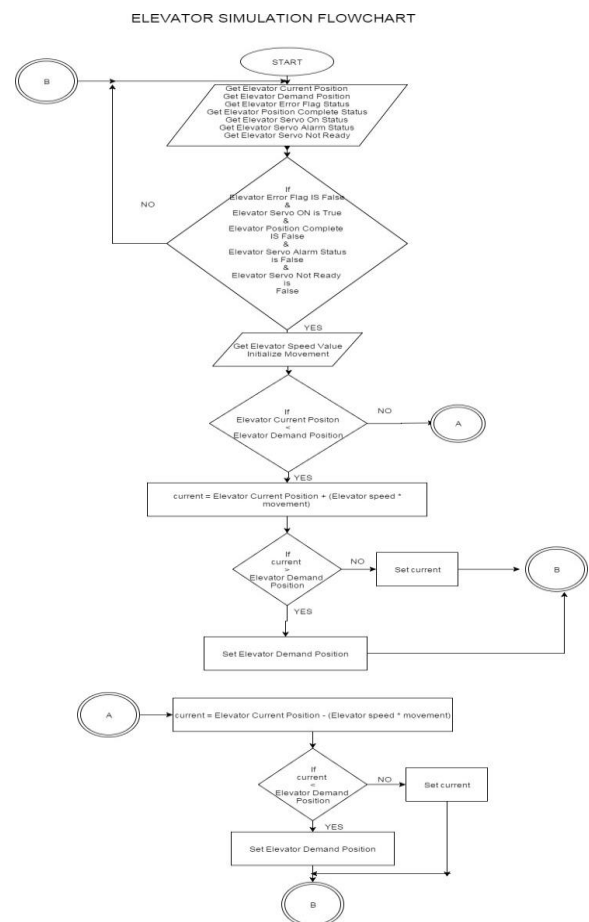 ELEVATOR SIMULATION FLOWCHART
START
B
Get Elevator Current Position
Get Elevator Demand Position
Get Elevator Error Flag Status
Get Elevator Position Complete Status
Get Elevator Servo On Status
Get Elevator Servo Alarm Status
Get Elevator Servo Not Ready
NO
If
Elevator Error Flag IS False
&
Elevator Servo ON is True
&
Elevator Position Complete
IS False
&
Elevator Servo Alarm Status
is False
&
Elevator Servo Not Ready
is
False
YES
Get Elevator Speed Value
Initialize Movement
If
Elevator Current Positon
<
Elevator Demand Position
NO
A
YES
current = Elevator Current Position + (Elevator speed *
movement)
If
current
>
Elevator Demand
Position
NO
Set current
B
YES
Set Elevator Demand Position
A
current = Elevator Current Position - (Elevator speed * movement)
If
current
<
Elevator Demand
Position
NO
Set current
YES
Set Elevator Demand Position
B